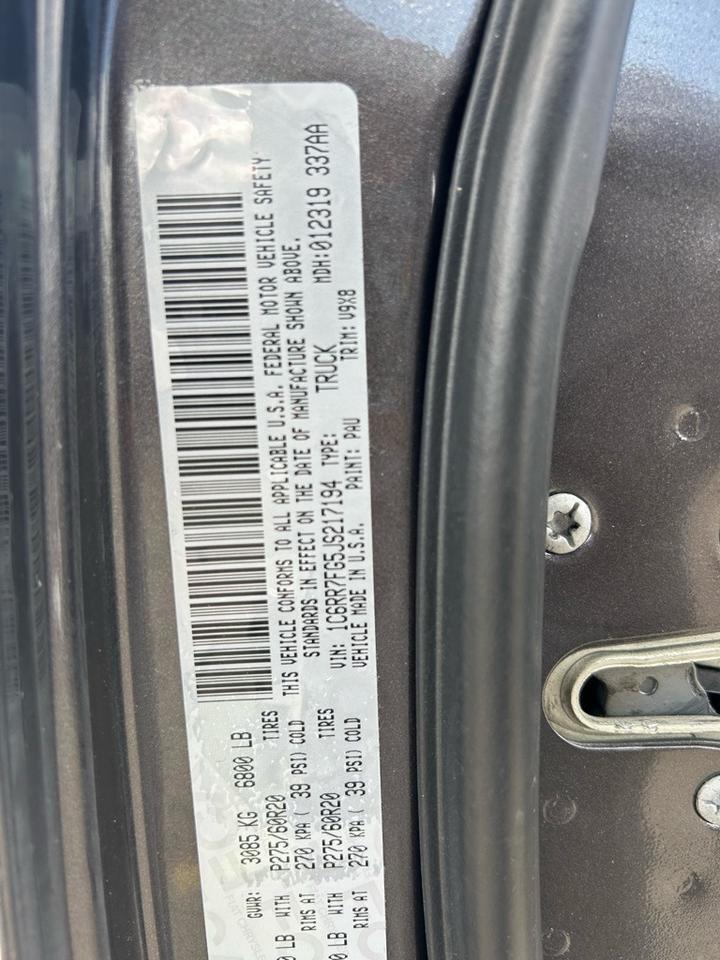 GVWR: 3085 KG 6800 LB
0 LB WITH P275/60R20 TIRES
RIMS AT 270 KPA ( 39 PSI) COLD
0 LB WITH P275/60R20 TIRES
RIMS AT 270 KPA ( 39 PSI) COLD
THIS VEHICLE CONFORMS TO ALL APPLICABLE U.S.A. FEDERAL MOTOR VEHICLE SAFETY
STANDARDS IN EFFECT ON THE DATE OF MANUFACTURE SHOWN ABOVE.
VIN: 1C6RR7FG5JS217194 TYPE: TRUCK MDH:012319 337AA
VEHICLE MADE IN U.S.A. PAINT: PAU TRIM: V9X8